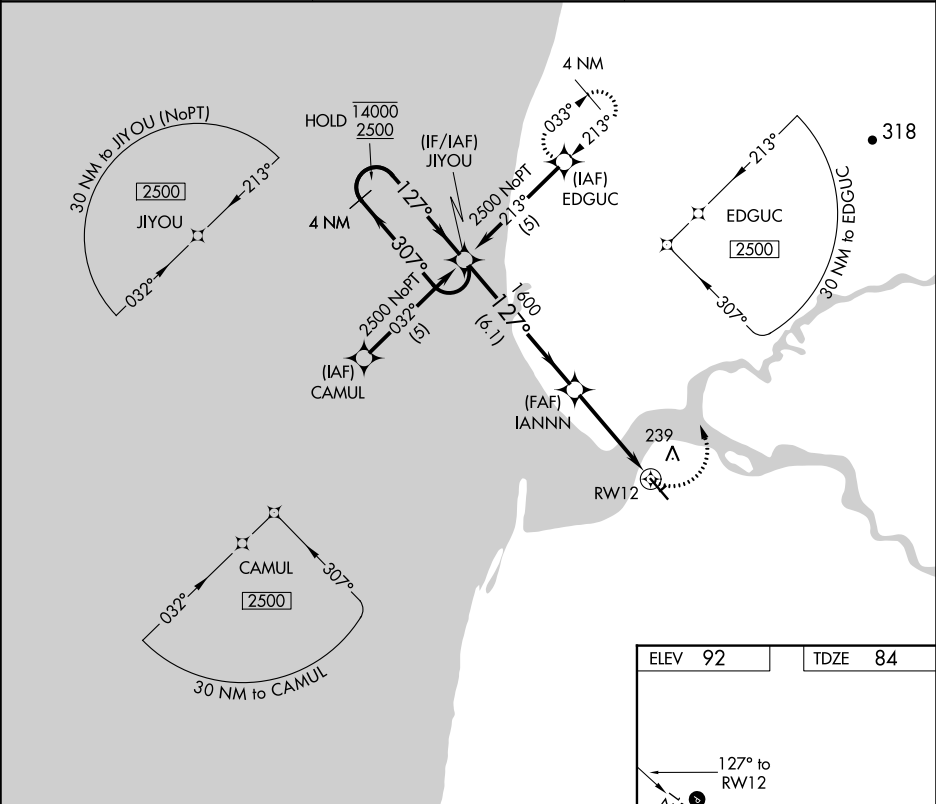 4 NM
30 NM to JIYOU (NoPT)
213°
2500
JIYOU
032°
HOLD 14000
2500
(IF/IAF)
JIYOU
4 NM
127°
307°
033°
213°
(IAF)
EDGUC
2500 NoPT
213°
(5)
318
213°
EDGUC
2500
30 NM to EDGUC
307°
2500 NoPT
032°
(5)
(IAF)
CAMUL
1600
127°
(6.1)
(FAF)
IANNN
239
RW12
CAMUL
2500
032°
307°
30 NM to CAMUL
ELEV 92
TDZE 84
127° to
RW12
P